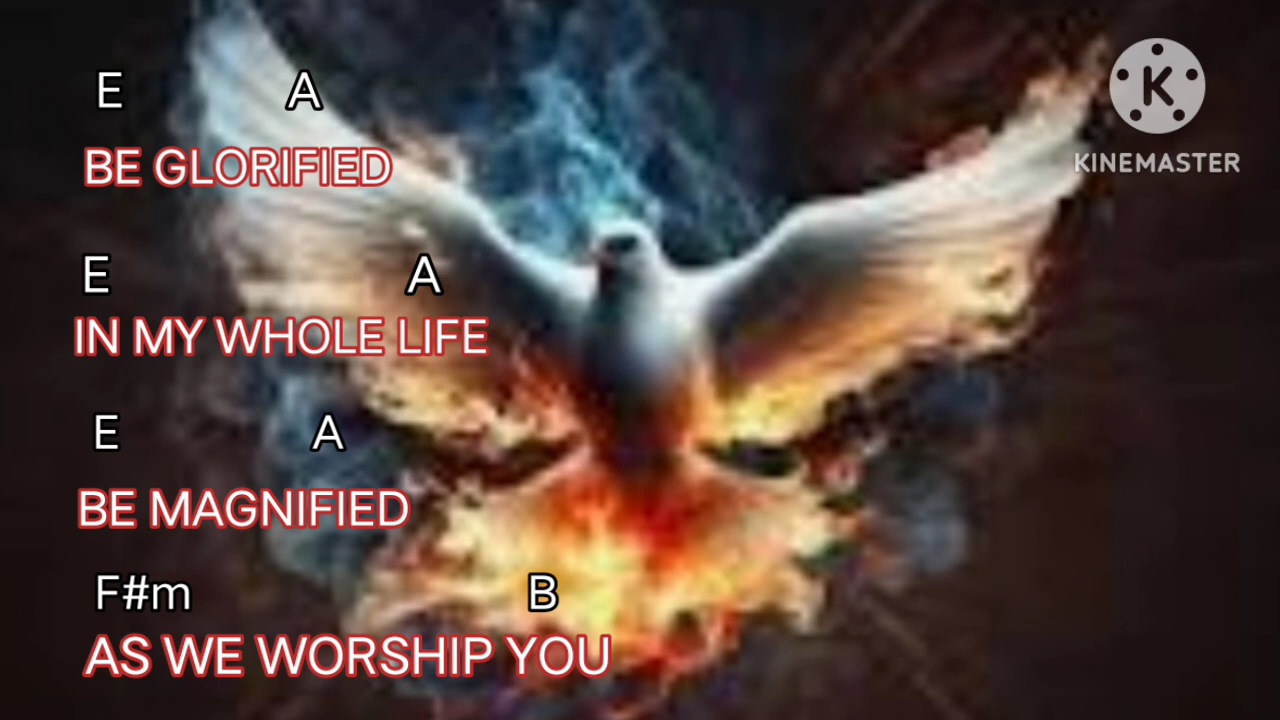 E A
BE GLORIFIED
E A
IN MY WHOLE LIFE
E A
BE MAGNIFIED
F#m B
AS WE WORSHIP YOU
K
KINEMASTER